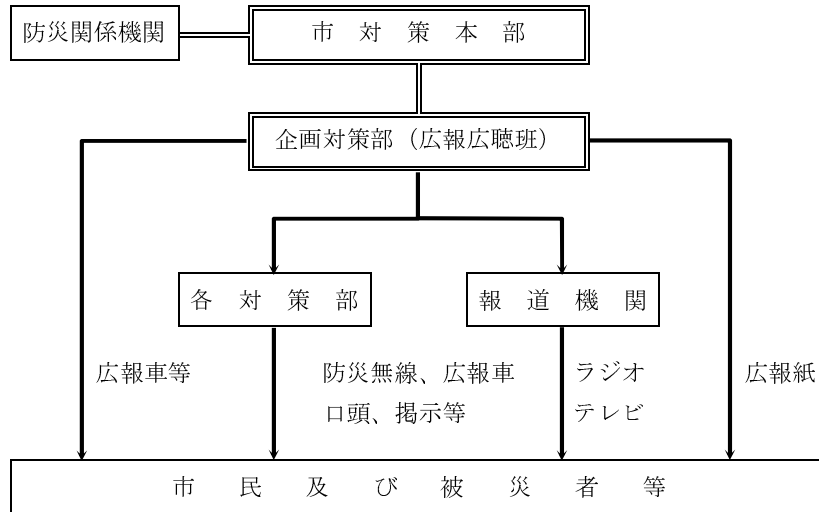 防災関係機関
市対策本部
企画対策部（広報広聴班）
各対策部
報道機関
広報車等
防災無線、広報車
口頭、掲示等
ラジオ
テレビ
広報紙
市民及び被災者等